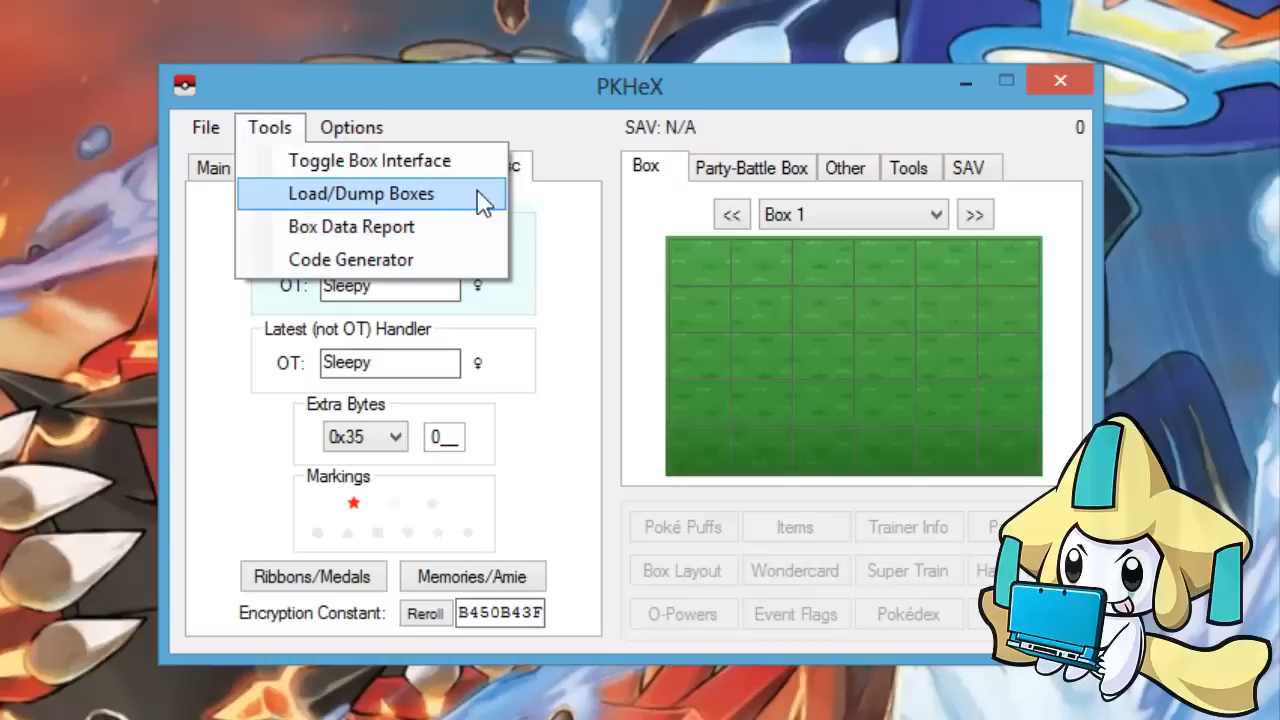 PKHeX
File Tools Options SAV: N/A 0
Toggle Box Interface
Load/Dump Boxes
Box Data Report
Code Generator
Main sc
OT: Sleepy ♀
Latest (not OT) Handler
OT: Sleepy ♀
Extra Bytes
0x35 0__
Markings
Ribbons/Medals Memories/Amie
Encryption Constant: Reroll B450B43F
Box Party-Battle Box Other Tools SAV
<< Box 1 >>
Poké Puffs Items Trainer Info P
Box Layout Wondercard Super Train Ha
O-Powers Event Flags Pokédex